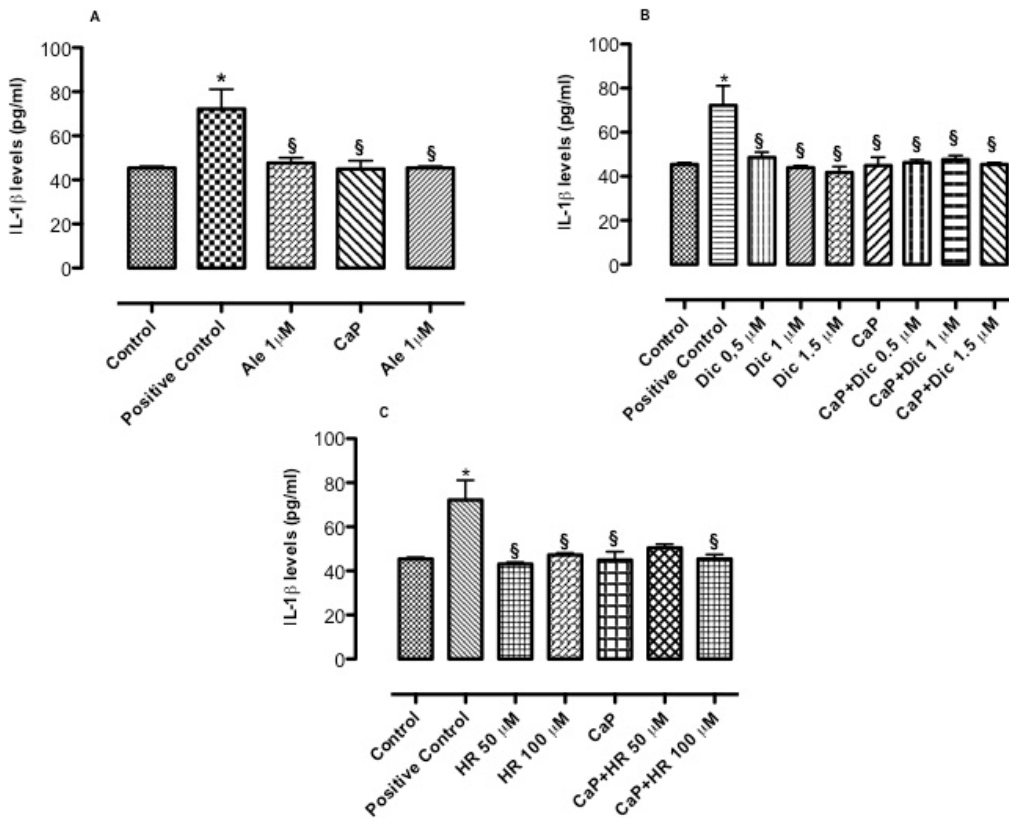 A
IL-1β levels (pg/ml)
100
80
60
40
20
0
*
§
§
§
Control
Positive Control
Ale 1μM
CaP
Ale 1μM
B
IL-1β levels (pg/ml)
100
80
60
40
20
0
*
§
§
§
§
§
§
§
Control
Positive Control
Dic 0,5 μM
Dic 1 μM
Dic 1.5 μM
CaP
CaP+Dic 0.5 μM
CaP+Dic 1 μM
CaP+Dic 1.5 μM
C
IL-1β levels (pg/ml)
100
80
60
40
20
0
*
§
§
§
§
Control
Positive Control
HR 50 μM
HR 100 μM
CaP
CaP+HR 50 μM
CaP+HR 100 μM